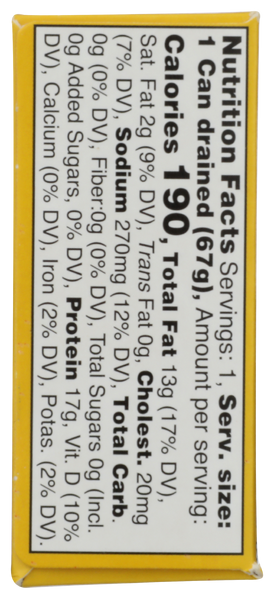 Nutrition Facts Servings: 1, Serv. size:
1 Can drained (67g), Amount per serving:
Calories 190, Total Fat 13g (17% DV),
Sat. Fat 2g (9% DV), Trans Fat 0g, Cholest. 20mg
(7% DV), Sodium 270mg (12% DV), Total Carb.
0g (0% DV), Fiber:0g (0% DV), Total Sugars 0g (Incl.
0g Added Sugars, 0% DV), Protein 17g, Vit. D (10%
DV), Calcium (0% DV), Iron (2% DV), Potas. (2% DV).